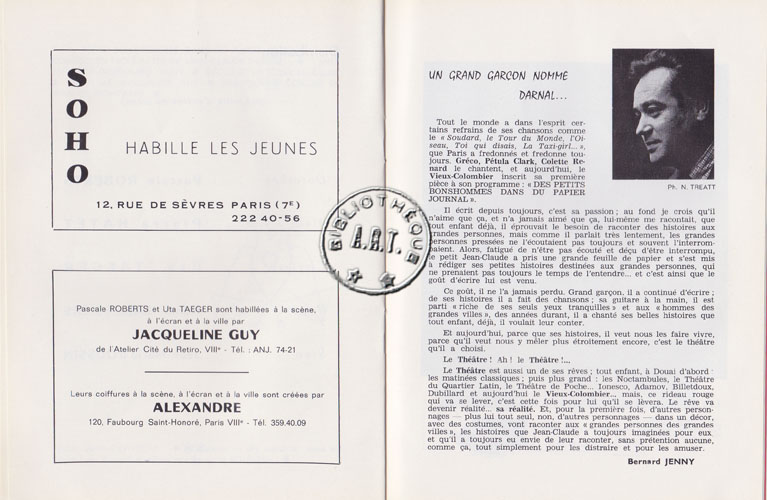 SOHO
HABILLE LES JEUNES
12, RUE DE SÈVRES PARIS (7E)
222 40-56
Pascale ROBERTS et Uta TAEGER sont habillées à la scène,
à l'écran et à la ville par
JACQUELINE GUY
de l'Atelier Cité du Retiro, VIIIe - Tél. : ANJ. 74-21
Leurs coiffures à la scène, à l'écran et à la ville sont créées par
ALEXANDRE
120, Faubourg Saint-Honoré, Paris VIIIe - Tél. 359.40.09
BIBLIOTHÈQUE
A.R.T.
UN GRAND GARÇON NOMME
DARNAL...
Ph. N. TREATT
Tout le monde a dans l'esprit cer-
tains refrains de ses chansons comme
le « Soudard, le Tour du Monde, l'Oi-
seau, Toi qui disais, La Taxi-girl... »,
que Paris a fredonnés et fredonne tou-
jours. Gréco, Pétula Clark, Colette Re-
nard le chantent, et aujourd'hui, le
Vieux-Colombier inscrit sa première
pièce à son programme : « DES PETITS
BONSHOMMES DANS DU PAPIER
JOURNAL ».
Il écrit depuis toujours, c'est sa passion ; au fond je crois qu'il
n'aime que ça, et n'a jamais aimé que ça, lui-même me racontait, que
tout enfant déjà, il éprouvait le besoin de raconter des histoires aux
grandes personnes, mais comme il parlait très lentement, les grandes
personnes pressées ne l'écoutaient pas toujours et souvent l'interrom-
paient. Alors, fatigué de n'être pas écouté et déçu d'être interrompu,
le petit Jean-Claude a pris une grande feuille de papier et s'est mis
à rédiger ses petites histoires destinées aux grandes personnes, qui
ne prenaient pas toujours le temps de l'entendre... et c'est ainsi que le
goût d'écrire lui est venu.
Ce goût, il ne l'a jamais perdu. Grand garçon, il a continué d'écrire ;
de ses histoires il a fait des chansons ; sa guitare à la main, il est
parti « riche de ses seuls yeux tranquilles » et aux « hommes des
grandes villes », des années durant, il a chanté ses belles histoires que
tout enfant, déjà, il voulait leur conter.
Et aujourd'hui, parce que ses histoires, il veut nous les faire vivre,
parce qu'il veut nous y mêler plus étroitement encore, c'est le théâtre
qu'il a choisi.
Le Théâtre ! Ah ! le Théâtre !...
Le Théâtre est aussi un de ses rêves ; tout enfant, à Douai d'abord :
les matinées classiques ; puis plus grand : les Noctambules, le Théâtre
du Quartier Latin, le Théâtre de Poche... Ionesco, Adamov, Billetdoux,
Dubillard et aujourd'hui le Vieux-Colombier... mais, ce rideau rouge
qui va se lever, c'est cette fois pour lui qu'il se lèvera. Le rêve va
devenir réalité... sa réalité. Et, pour la première fois, d'autres person-
nages — plus lui tout seul, non, d'autres personnages — dans un décor,
avec des costumes, vont raconter aux « grandes personnes des grandes
villes », les histoires que Jean-Claude a toujours imaginées pour eux
et qu'il a toujours eu envie de leur raconter, sans prétention aucune,
comme ça, tout simplement pour les distraire et pour les amuser.
Bernard JENNY